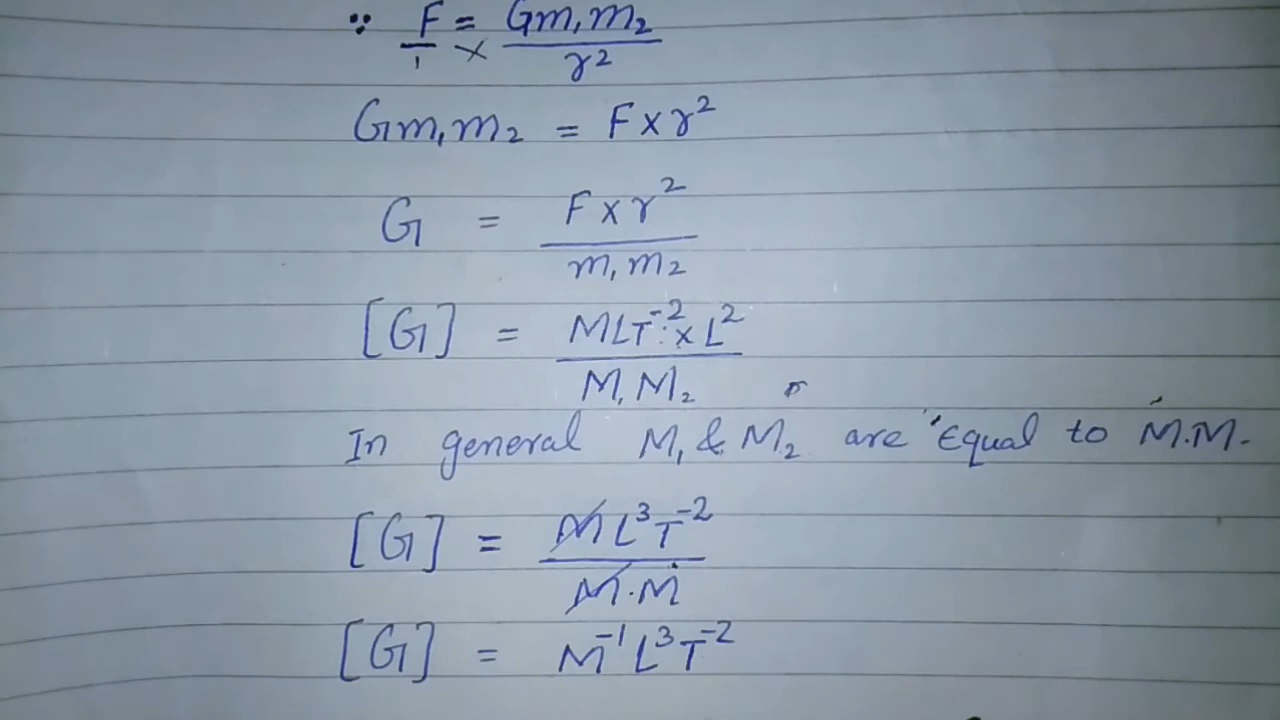 ∵ F/1 = Gm₁m₂/r²
Gm₁m₂ = F×r²
G = F×r²/m₁m₂
[G] = MLT⁻²×L²/M₁M₂
In general M₁ & M₂ are Equal to M.M.
[G] = ML³T⁻²/M.M
[G] = M⁻¹L³T⁻²